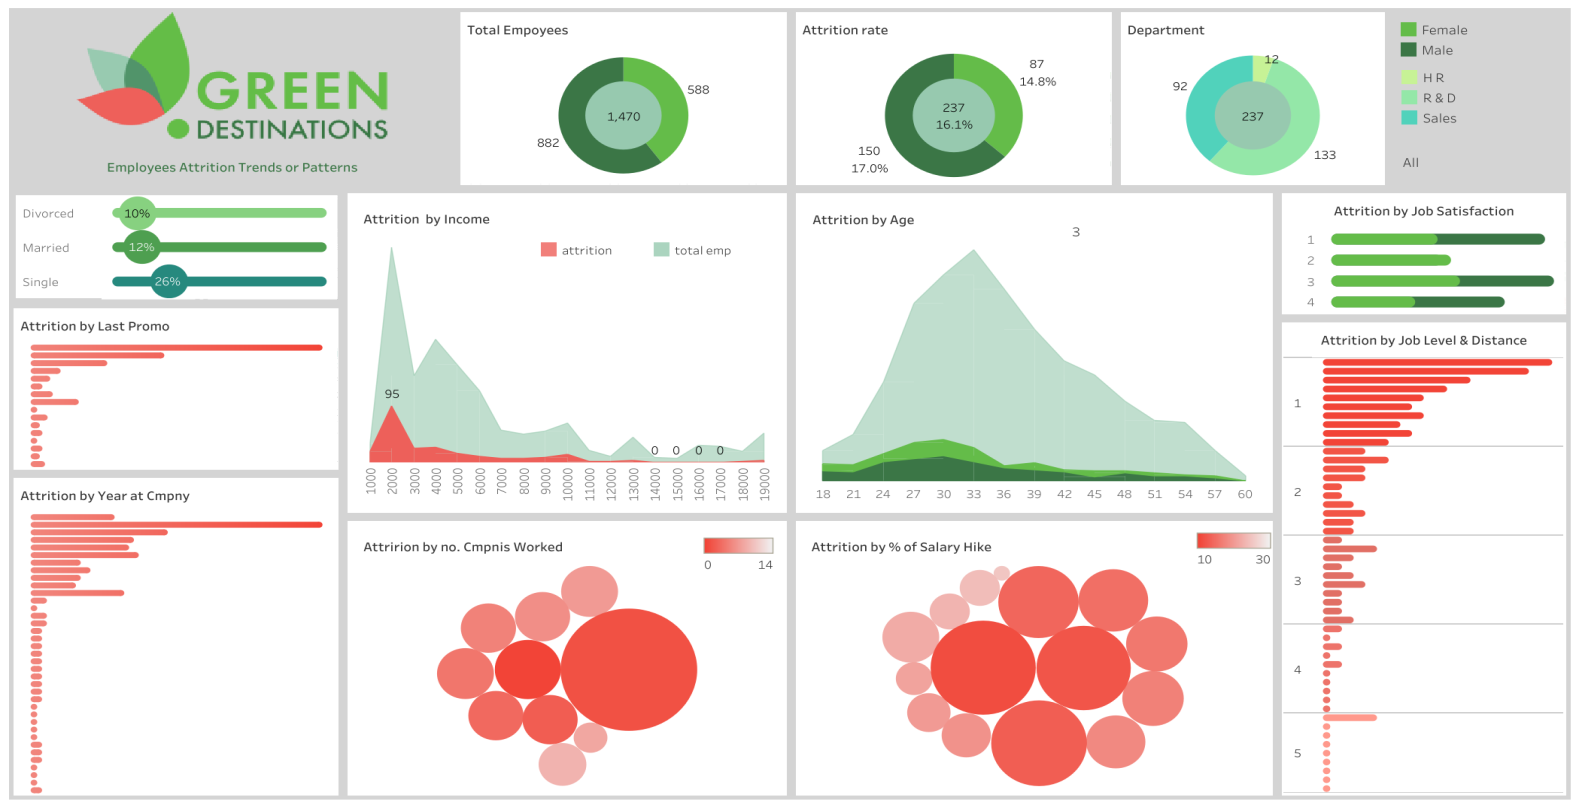 GREEN
DESTINATIONS
Employees Attrition Trends or Patterns
Total Empoyees
588
1,470
882
Attrition rate
87
14.8%
237
16.1%
150
17.0%
Department
12
92
237
133
Female
Male
H R
R & D
Sales
All
Divorced
10%
Married
12%
Single
26%
Attrition by Last Promo
Attrition by Year at Cmpny
Attrition by Income
attrition
total emp
95
0 0 0 0
1000 2000 3000 4000 5000 6000 7000 8000 9000 10000 11000 12000 13000 14000 15000 16000 17000 18000 19000
Attrition by Age
3
18 21 24 27 30 33 36 39 42 45 48 51 54 57 60
Attririon by no. Cmpnis Worked
0 14
Attrition by % of Salary Hike
10 30
Attrition by Job Satisfaction
1
2
3
4
Attrition by Job Level & Distance
1
2
3
4
5